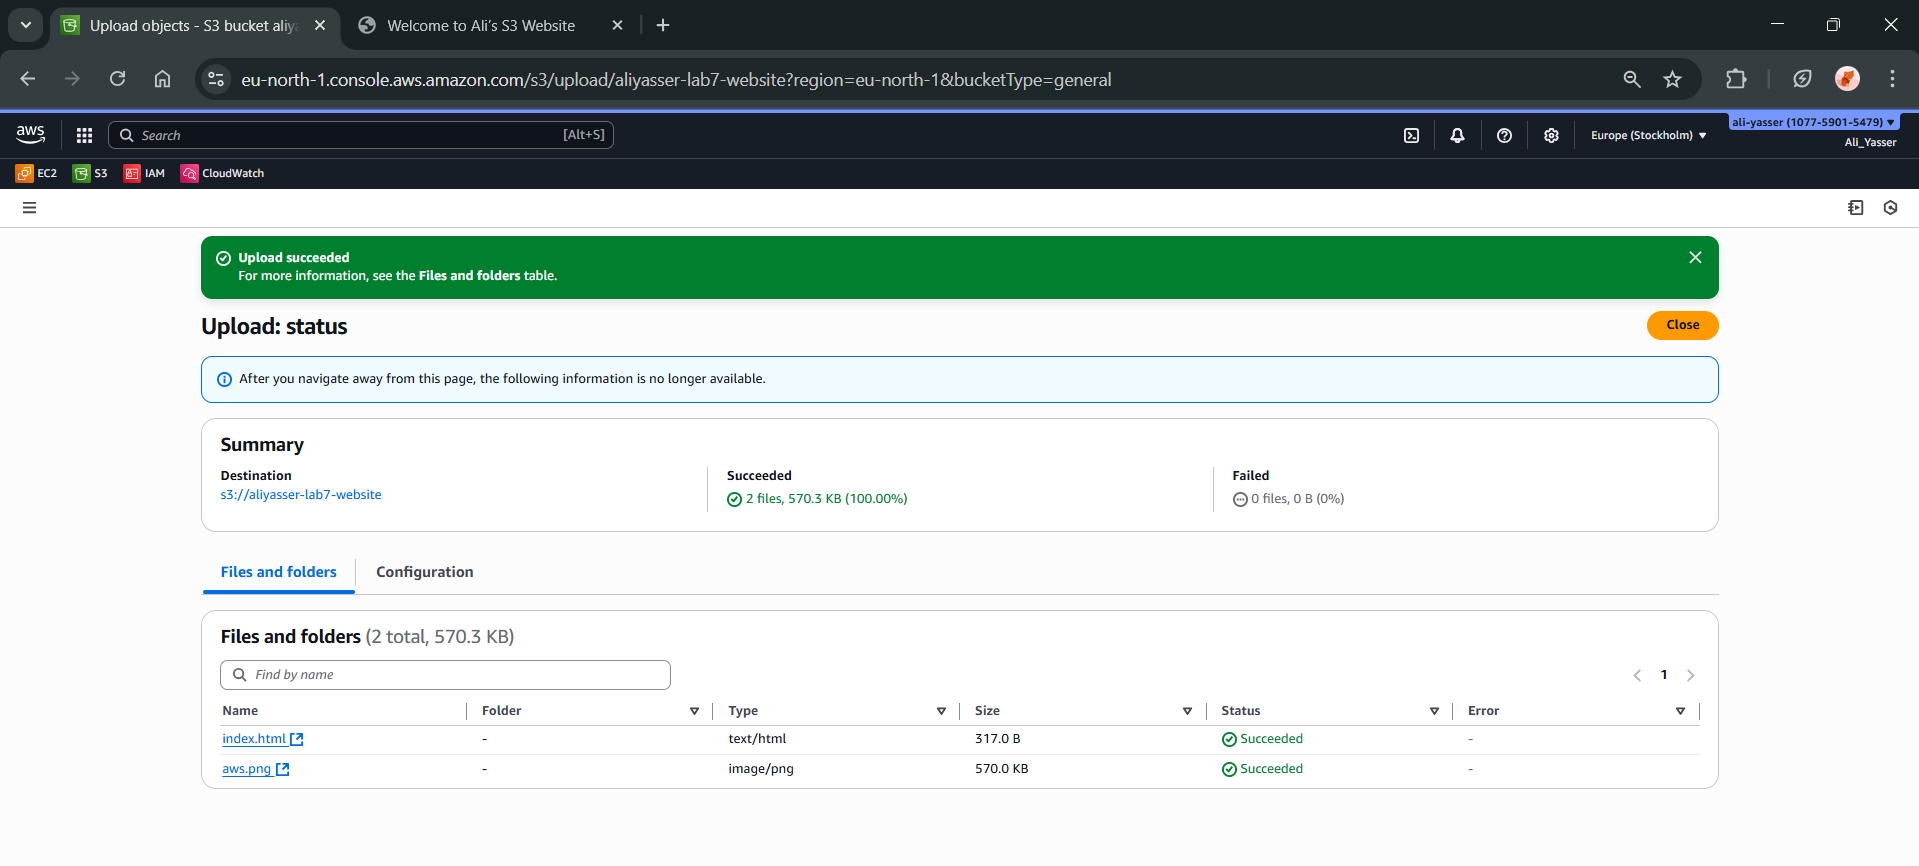 Upload objects - S3 bucket aliy
Welcome to Ali's S3 Website
eu-north-1.console.aws.amazon.com/s3/upload/aliyasser-lab7-website?region=eu-north-1&bucketType=general
aws
Search
[Alt+S]
Europe (Stockholm)
ali-yasser (1077-5901-5479)
Ali_Yasser
EC2
S3
IAM
CloudWatch
Upload succeeded
For more information, see the Files and folders table.
Upload: status
Close
After you navigate away from this page, the following information is no longer available.
Summary
Destination
s3://aliyasser-lab7-website
Succeeded
2 files, 570.3 KB (100.00%)
Failed
0 files, 0 B (0%)
Files and folders
Configuration
Files and folders (2 total, 570.3 KB)
Find by name
1
Name Folder Type Size Status Error
index.html - text/html 317.0 B Succeeded -
aws.png - image/png 570.0 KB Succeeded -